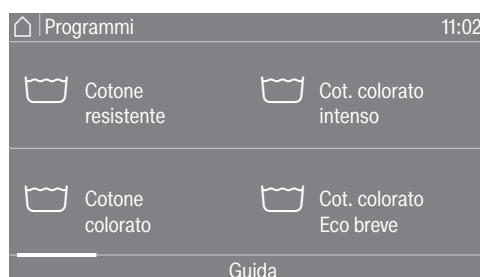 Programmi
11:02
Cotone
resistente
Cot. colorato
intenso
Cotone
colorato
Cot. colorato
Eco breve
Guida